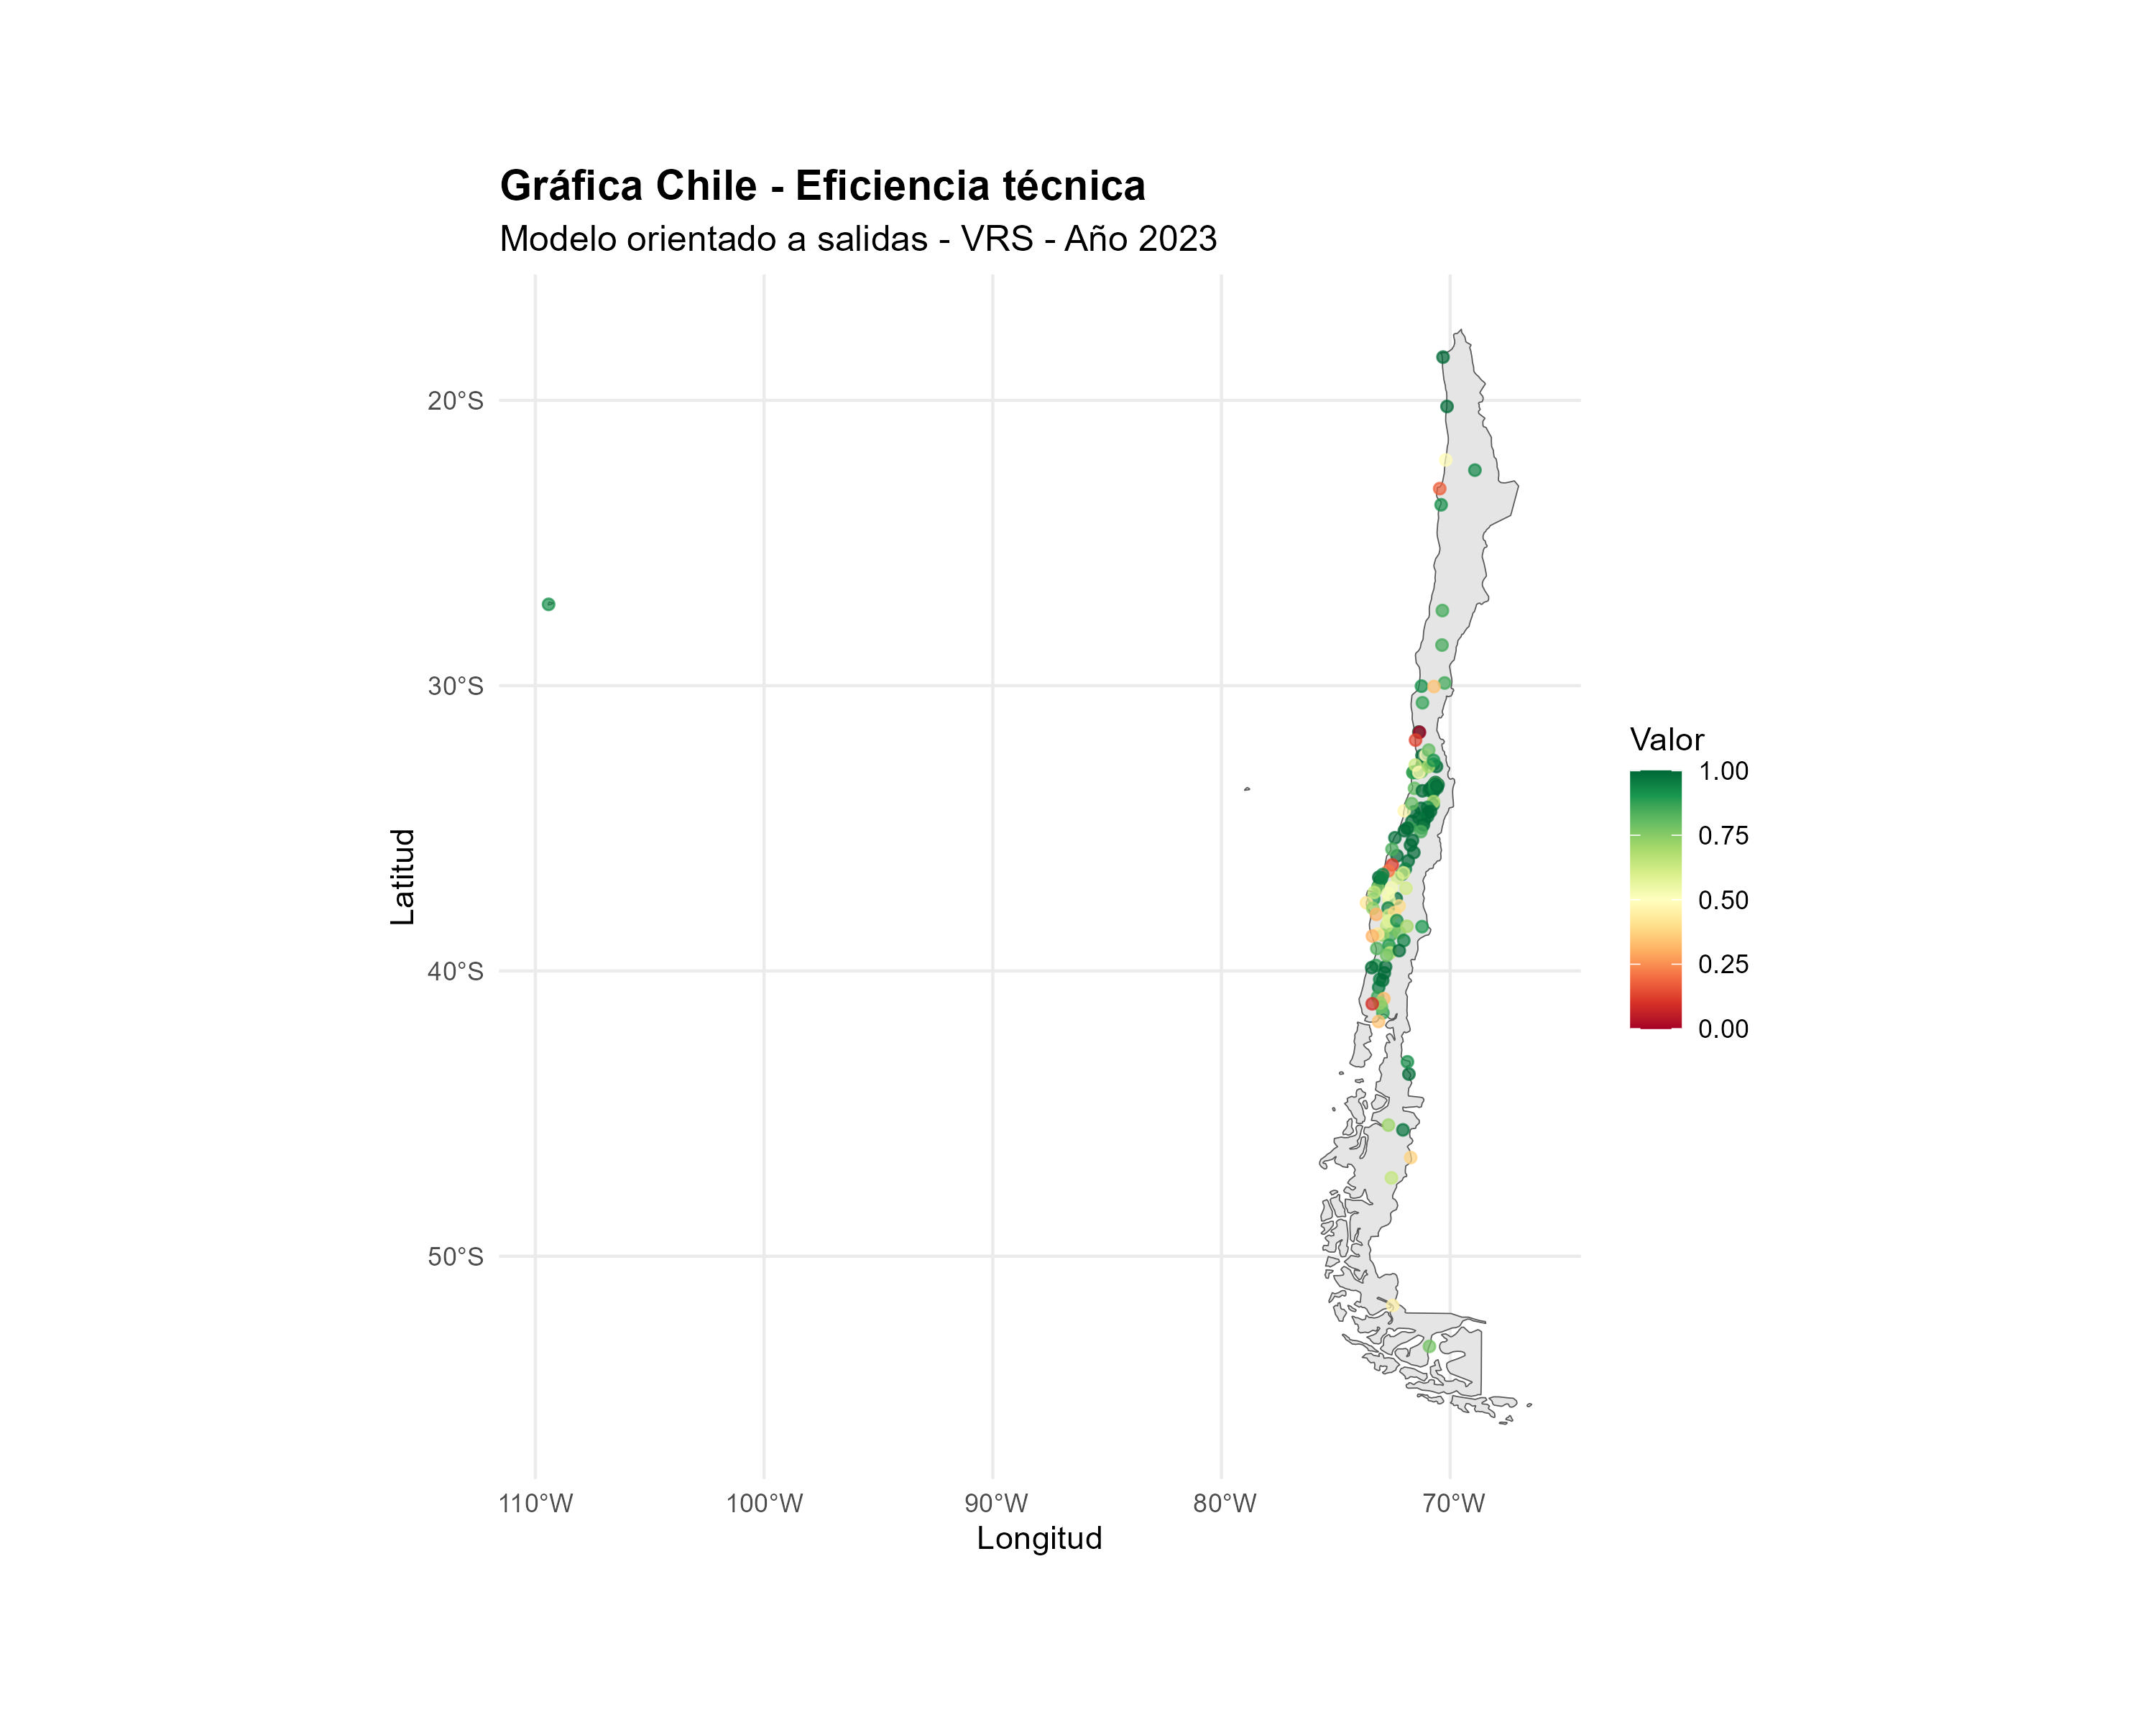 Gráfica Chile - Eficiencia técnica
Modelo orientado a salidas - VRS - Año 2023
20°S
30°S
40°S
50°S
Latitud
110°W
100°W
90°W
80°W
70°W
Longitud
Valor
1.00
0.75
0.50
0.25
0.00